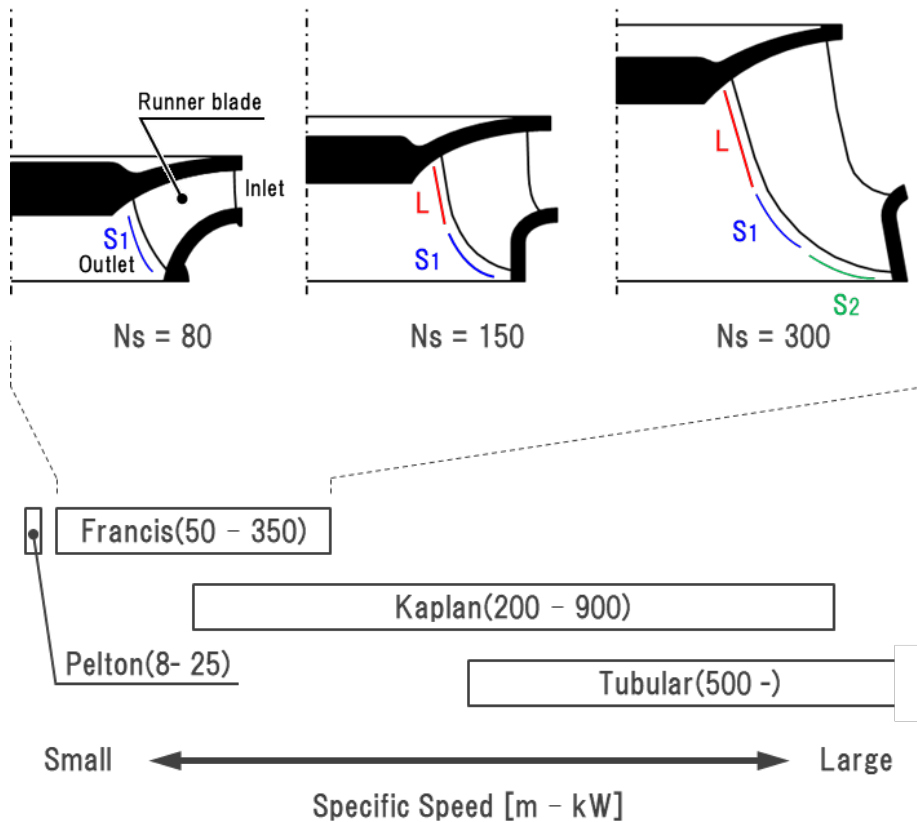 Runner blade
Inlet
S1
Outlet
L
S1
L
S1
S2
Ns = 80
Ns = 150
Ns = 300
Francis(50 – 350)
Kaplan(200 – 900)
Pelton(8- 25)
Tubular(500 -)
Small
Large
Specific Speed [m – kW]